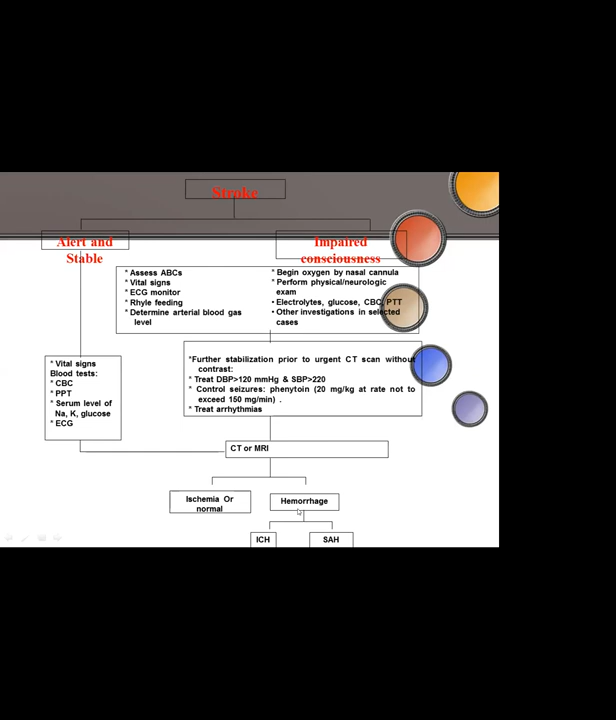 Stroke
Alert and
Stable
Impaired
consciousness
* Assess ABCs
* Vital signs
* ECG monitor
* Rhyle feeding
* Determine arterial blood gas
level
* Begin oxygen by nasal cannula
* Perform physical/neurologic
exam
• Electrolytes, glucose, CBC, PTT
• Other investigations in selected
cases
* Vital signs
Blood tests:
* CBC
* PPT
* Serum level of
Na, K, glucose
* ECG
*Further stabilization prior to urgent CT scan without
contrast:
* Treat DBP>120 mmHg & SBP>220
* Control seizures: phenytoin (20 mg/kg at rate not to
exceed 150 mg/min) .
* Treat arrhythmias
CT or MRI
Ischemia Or
normal
Hemorrhage
ICH
SAH